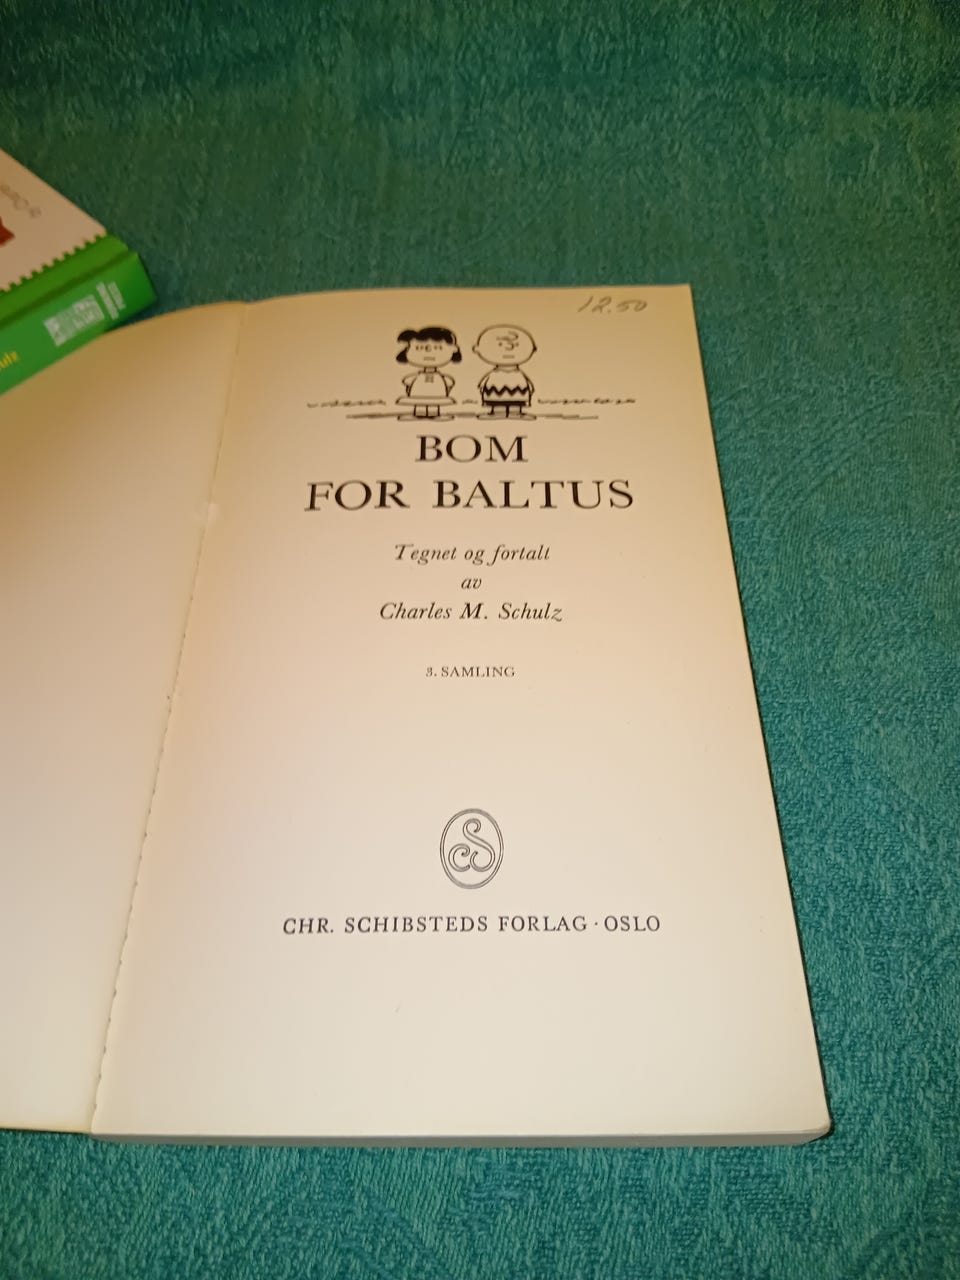 12.50
BOM
FOR BALTUS
Tegnet og fortalt
av
Charles M. Schulz
3. SAMLING
CHR. SCHIBSTEDS FORLAG · OSLO